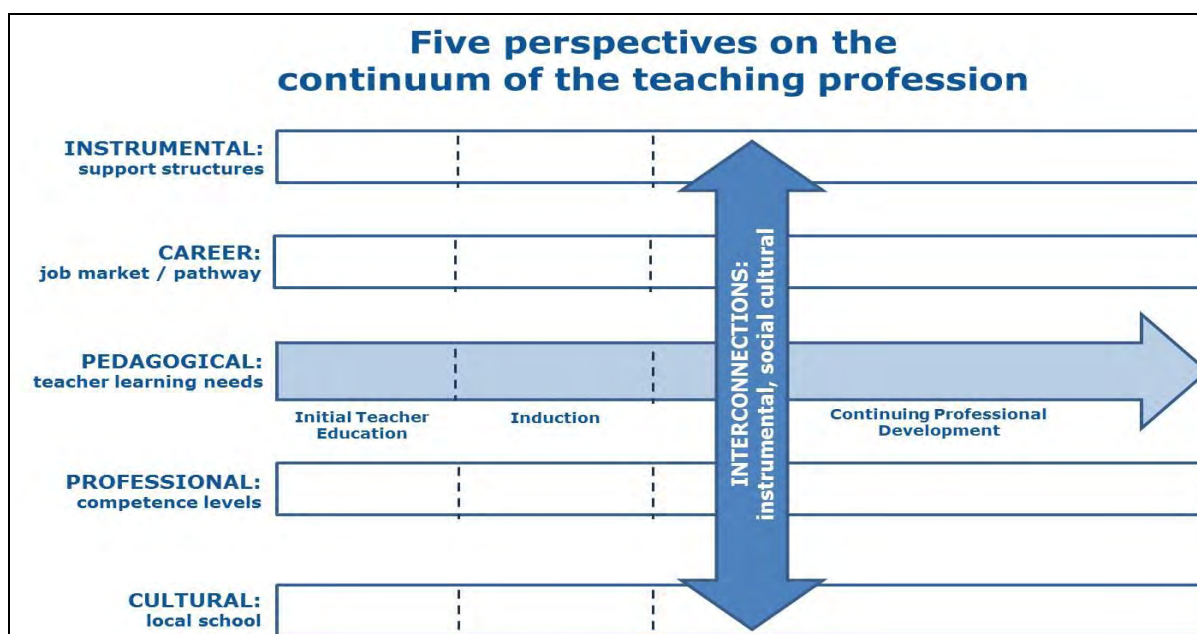 Five perspectives on the
continuum of the teaching profession
INSTRUMENTAL:
support structures
CAREER:
job market / pathway
PEDAGOGICAL:
teacher learning needs
Initial Teacher
Education
Induction
Continuing Professional
Development
INTERCONNECTIONS:
instrumental, social cultural
PROFESSIONAL:
competence levels
CULTURAL:
local school